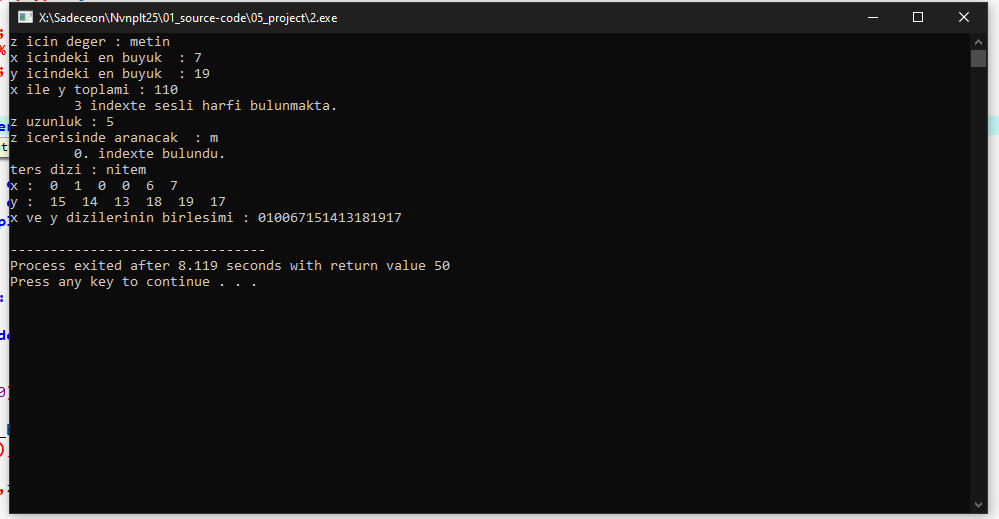 X:\Sadeceon\Nvnplt25\01_source-code\05_project\2.exe
z icin deger : metin
x icindeki en buyuk  : 7
y icindeki en buyuk  : 19
x ile y toplami : 110
        3 indexte sesli harfi bulunmakta.
z uzunluk : 5
z icerisinde aranacak  : m
        0. indexte bulundu.
ters dizi : nitem
x :  0  1  0  0  6  7
y :  15  14  13  18  19  17
x ve y dizilerinin birlesimi : 010067151413181917
--------------------------------
Process exited after 8.119 seconds with return value 50
Press any key to continue . . .